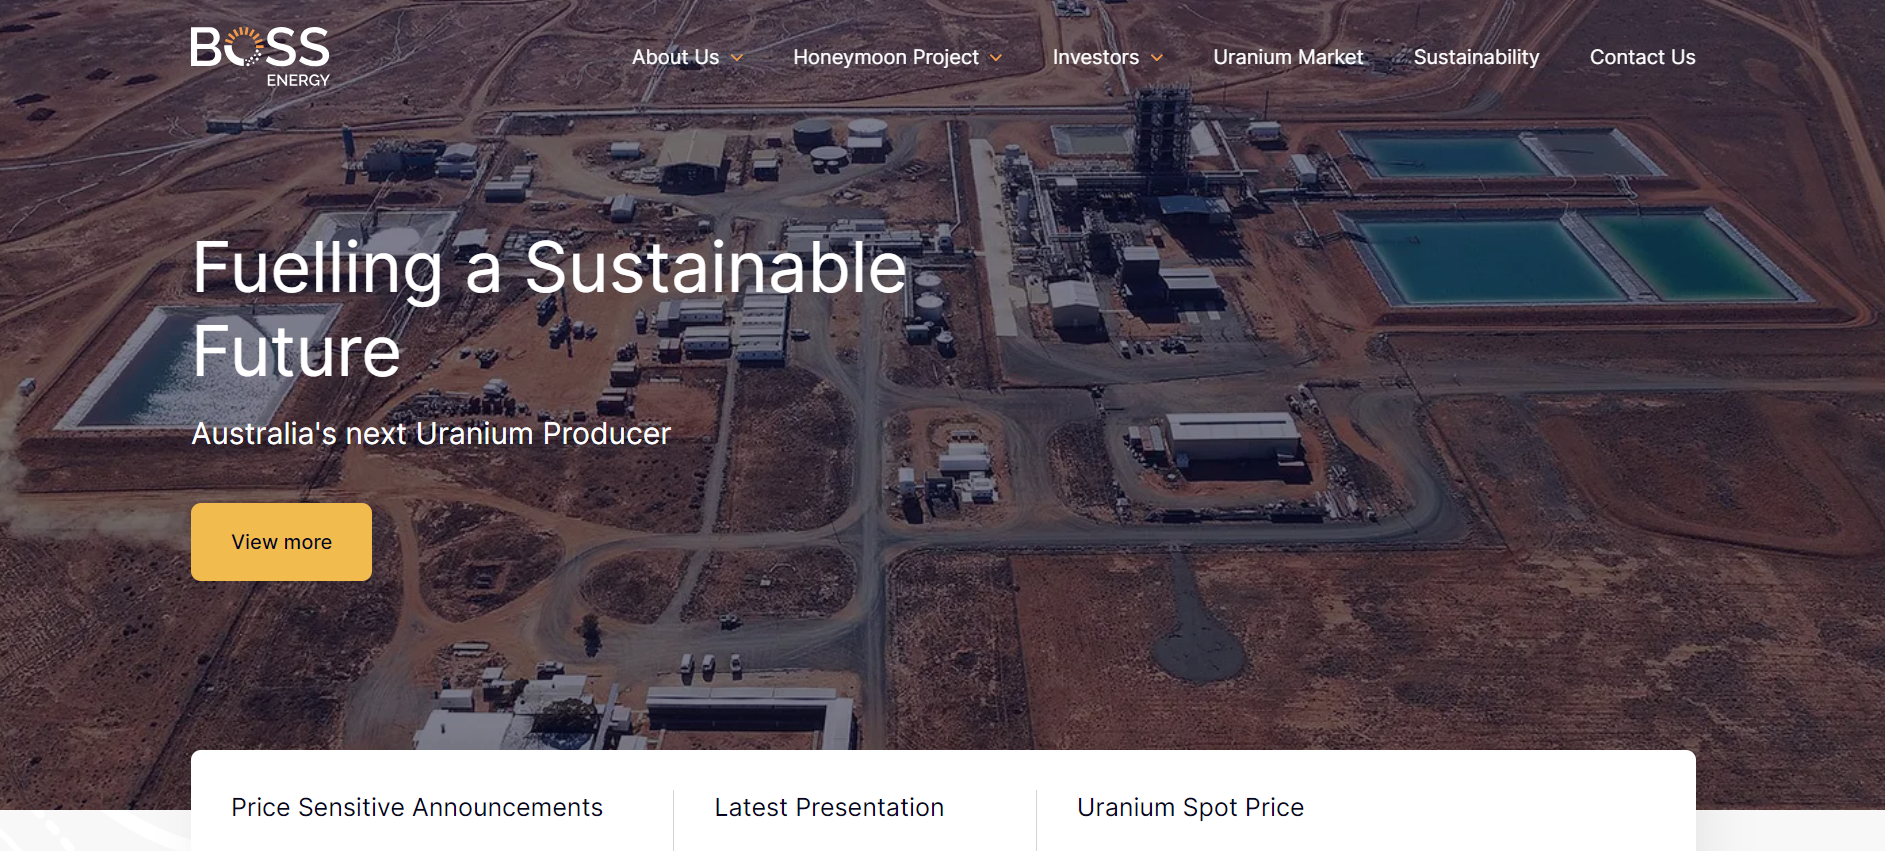 BOSS
ENERGY
About Us
Honeymoon Project
Investors
Uranium Market
Sustainability
Contact Us
Fuelling a Sustainable
Future
Australia's next Uranium Producer
View more
Price Sensitive Announcements
Latest Presentation
Uranium Spot Price